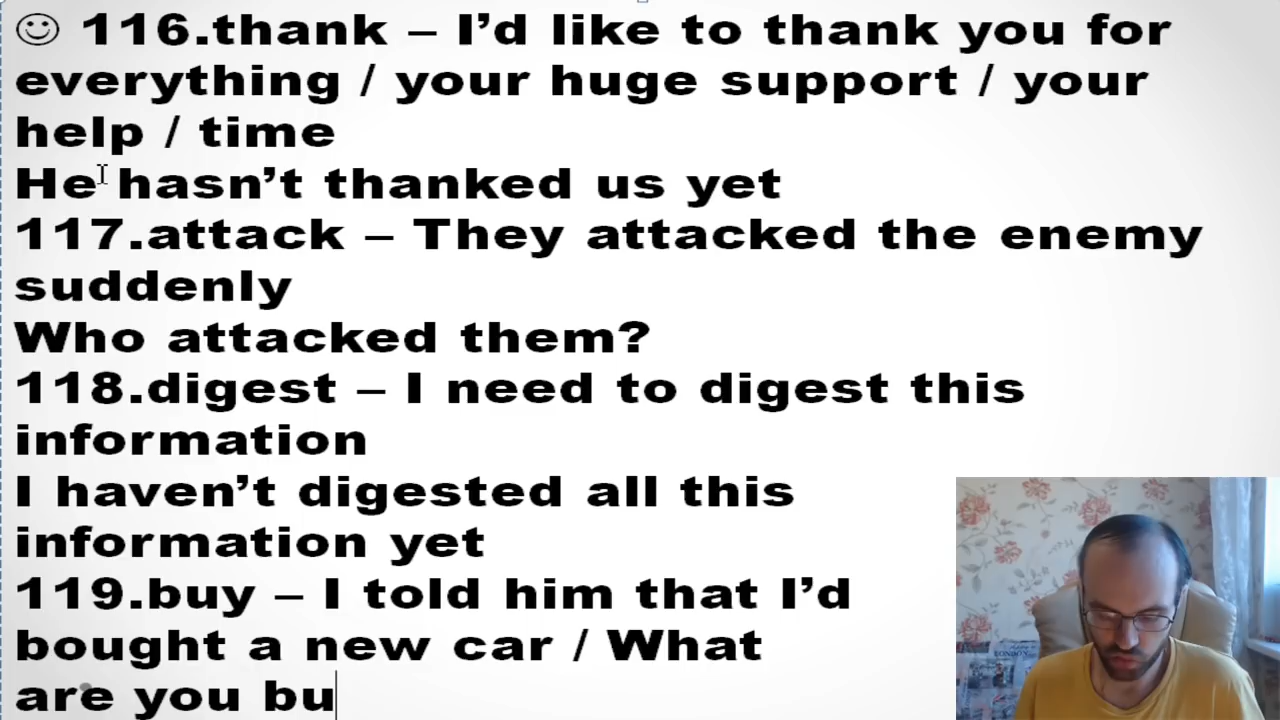 ☺ 116.thank – I’d like to thank you for
everything / your huge support / your
help / time
He hasn’t thanked us yet
117.attack – They attacked the enemy
suddenly
Who attacked them?
118.digest – I need to digest this
information
I haven’t digested all this
information yet
119.buy – I told him that I’d
bought a new car / What
are you bu
LONDON